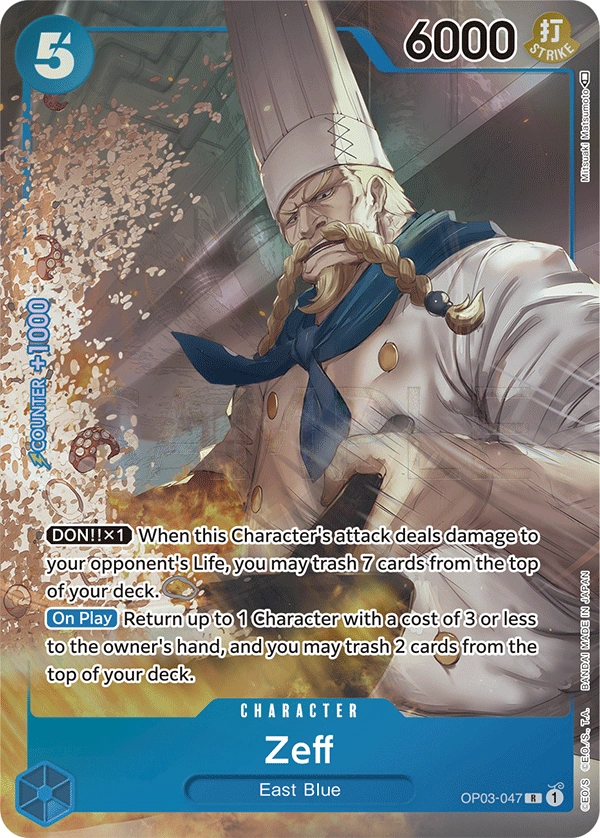 5
6000
打
STRIKE
Mitsuaki Matsumoto
COUNTER +1000
SAMPLE
DON!!×1 When this Character's attack deals damage to
your opponent's Life, you may trash 7 cards from the top
of your deck.
On Play Return up to 1 Character with a cost of 3 or less
to the owner's hand, and you may trash 2 cards from the
top of your deck.
CHARACTER
Zeff
East Blue
OP03-047 R 1
©E.O/S ©E.O./S, T.A. BANDAI MADE IN JAPAN